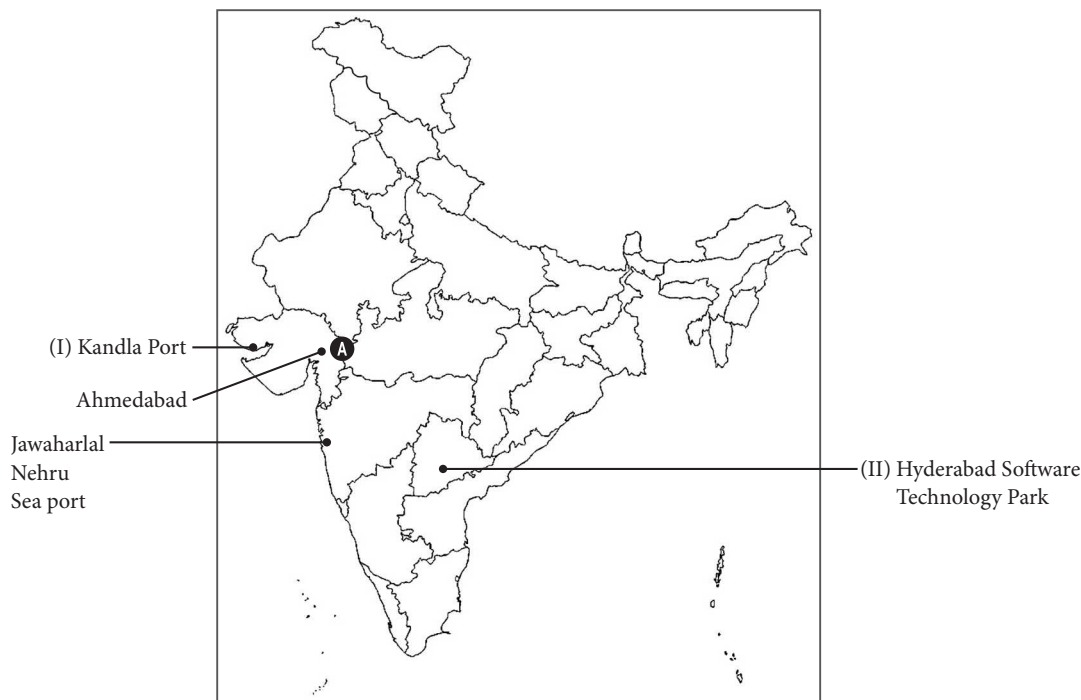 (I) Kandla Port
A
Ahmedabad
Jawaharlal
Nehru
Sea port
(II) Hyderabad Software
Technology Park